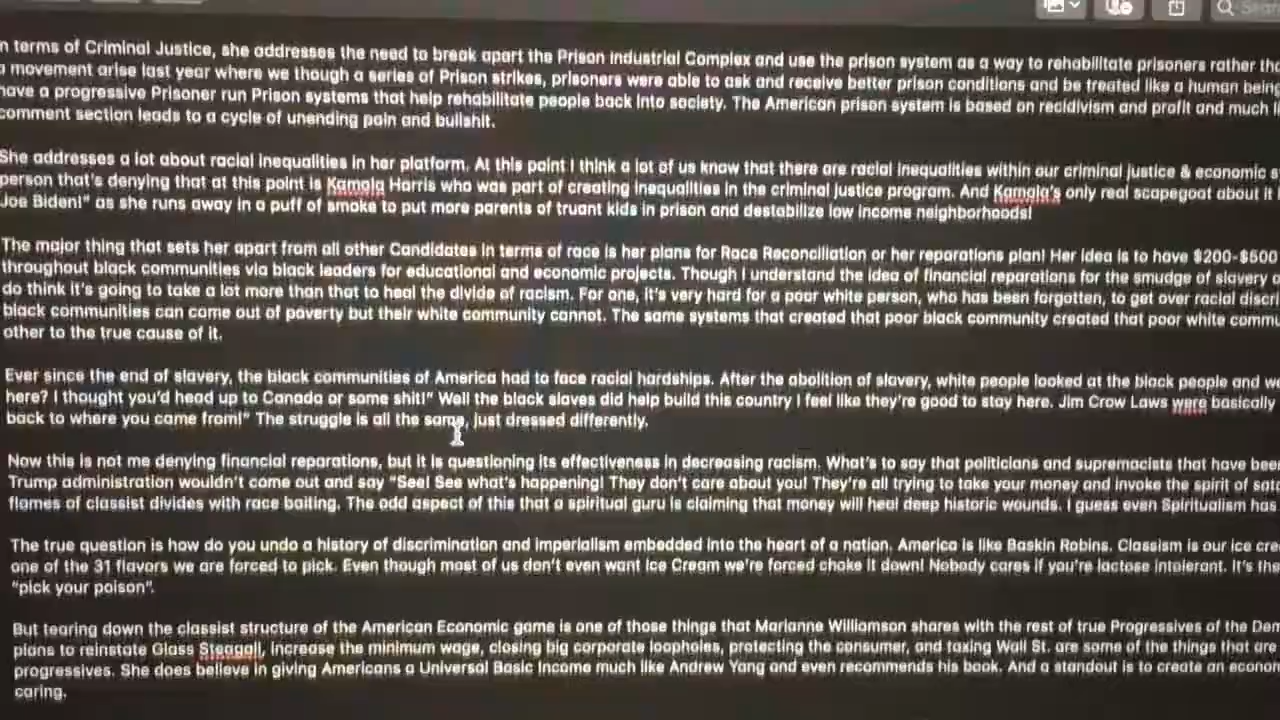 n terms of Criminal Justice, she addresses the need to break apart the Prison Industrial Complex and use the prison system as a way to rehabilitate prisoners rather tha
a movement arise last year where we though a series of Prison strikes, prisoners were able to ask and receive better prison conditions and be treated like a human being
have a progressive Prisoner run Prison systems that help rehabilitate people back into society. The American prison system is based on recidivism and profit and much l
comment section leads to a cycle of unending pain and bullshit.
She addresses a lot about racial inequalities in her platform. At this point I think a lot of us know that there are racial inequalities within our criminal justice & economic s
person that's denying that at this point is Kamala Harris who was part of creating inequalities in the criminal justice program. And Kamala's only real scapegoat about it
Joe Biden!" as she runs away in a puff of smoke to put more parents of truant kids in prison and destabilize low income neighborhoods!
The major thing that sets her apart from all other Candidates in terms of race is her plans for Race Reconciliation or her reparations plan! Her idea is to have $200-$500
throughout black communities via black leaders for educational and economic projects. Though I understand the idea of financial reparations for the smudge of slavery
do think it's going to take a lot more than that to heal the divide of racism. For one, it's very hard for a poor white person, who has been forgotten, to get over racial discri
black communities can come out of poverty but their white community cannot. The same systems that created that poor black community created that poor white commu
other to the true cause of it.
Ever since the end of slavery, the black communities of America had to face racial hardships. After the abolition of slavery, white people looked at the black people and we
here? I thought you'd head up to Canada or some shit!" Well the black slaves did help build this country I feel like they're good to stay here. Jim Crow Laws were basically
back to where you came from!" The struggle is all the same, just dressed differently.
Now this is not me denying financial reparations, but it is questioning its effectiveness in decreasing racism. What's to say that politicians and supremacists that have bee
Trump administration wouldn't come out and say "See! See what's happening! They don't care about you! They're all trying to take your money and invoke the spirit of sata
flames of classist divides with race baiting. The odd aspect of this that a spiritual guru is claiming that money will heal deep historic wounds. I guess even Spiritualism has
The true question is how do you undo a history of discrimination and imperialism embedded into the heart of a nation. America is like Baskin Robins. Classism is our ice cre
one of the 31 flavors we are forced to pick. Even though most of us don't even want Ice Cream we're forced choke it down! Nobody cares if you're lactose intolerant. It's the
"pick your poison".
But tearing down the classist structure of the American Economic game is one of those things that Marianne Williamson shares with the rest of true Progressives of the Dem
plans to reinstate Glass Steagall, increase the minimum wage, closing big corporate loopholes, protecting the consumer, and taxing Wall St. are some of the things that are
progressives. She does believe in giving Americans a Universal Basic Income much like Andrew Yang and even recommends his book. And a standout is to create an econom
caring.